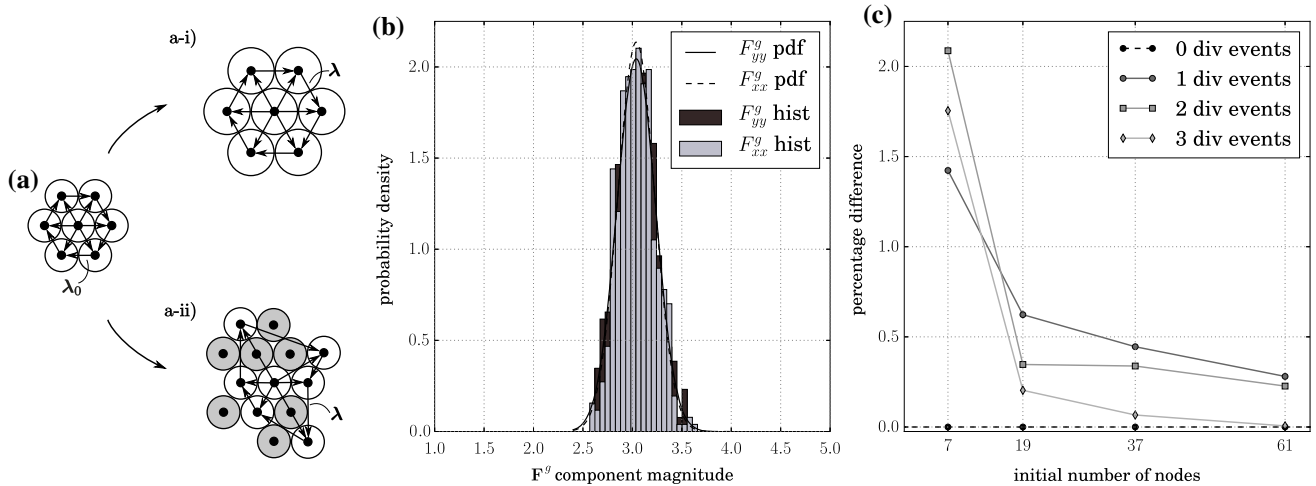 (a)
a-i)
λ
λ₀
a-ii)
λ
(b)
probability density
2.0
1.5
1.0
0.5
0.0
1.0 1.5 2.0 2.5 3.0 3.5 4.0 4.5 5.0
F^g component magnitude
F^g_yy pdf
F^g_xx pdf
F^g_yy hist
F^g_xx hist
(c)
percentage difference
2.0
1.5
1.0
0.5
0.0
7 19 37 61
initial number of nodes
0 div events
1 div events
2 div events
3 div events